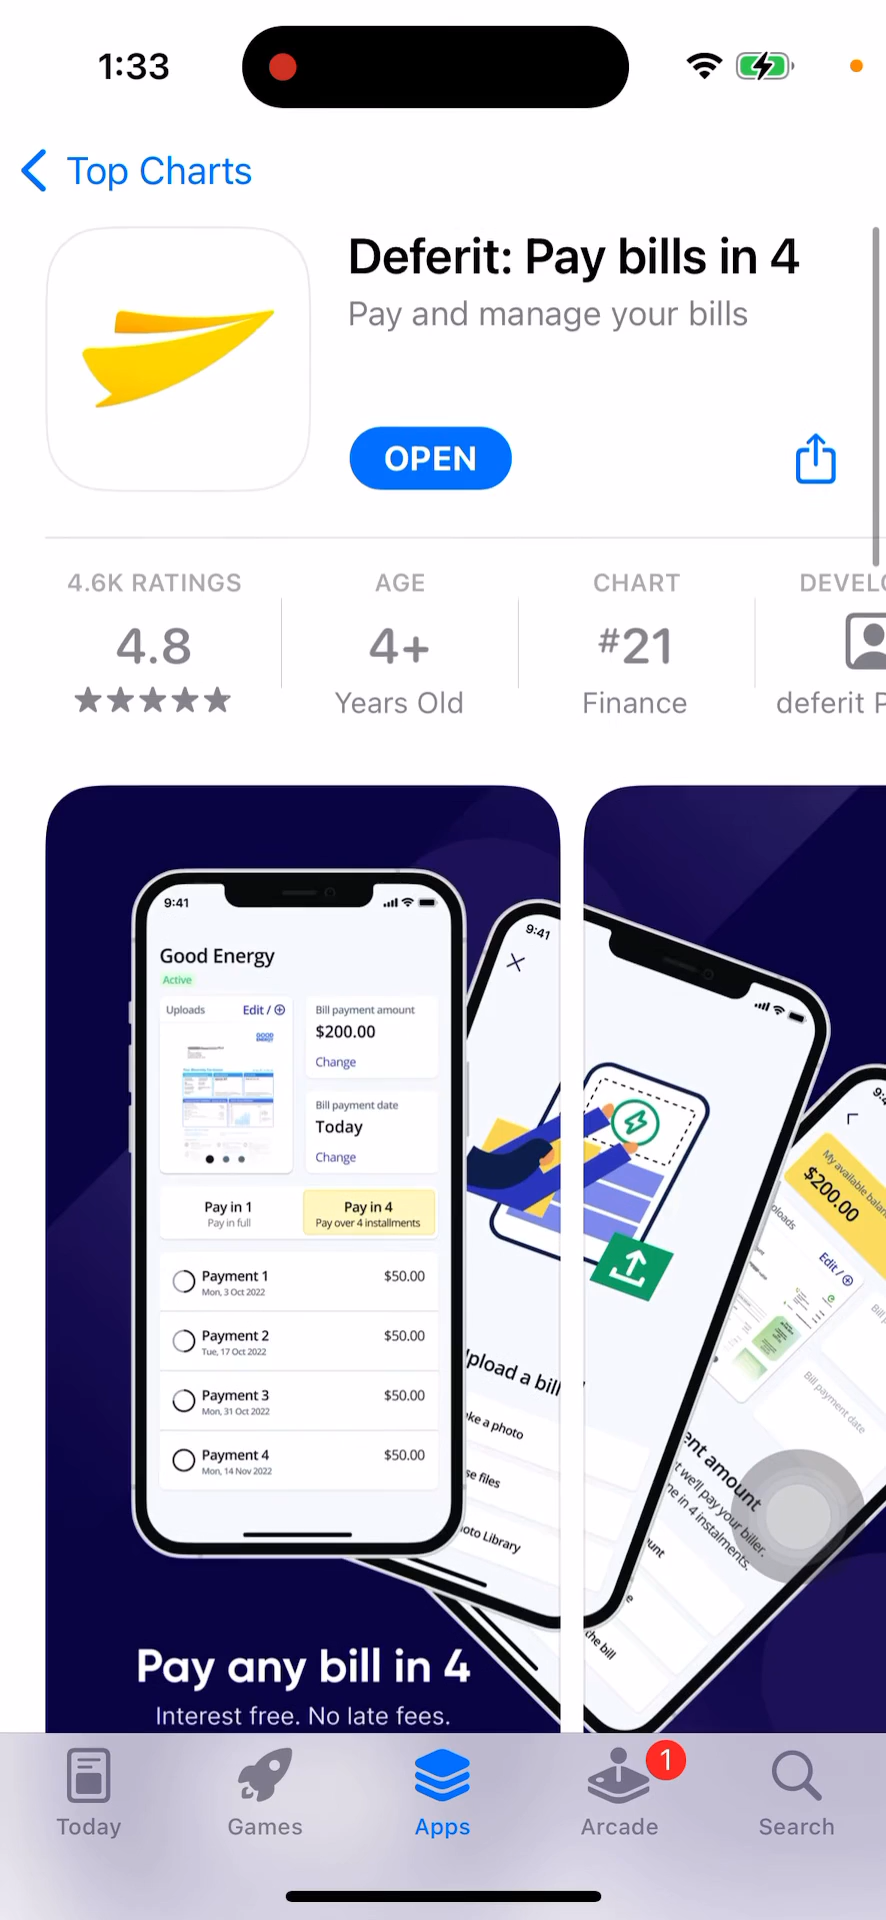 1:33
Top Charts
Deferit: Pay bills in 4
Pay and manage your bills
OPEN
4.6K RATINGS
4.8
AGE
4+
Years Old
CHART
#21
Finance
DEVELO
deferit P
9:41
Good Energy
Active
Uploads
Edit /
GOOD
Bill payment amount
$200.00
Change
Bill payment date
Today
Change
Pay in 1
Pay in full
Pay in 4
Pay over 4 installments
Payment 1
Mon, 3 Oct 2022
$50.00
Payment 2
Tue, 17 Oct 2022
$50.00
Payment 3
Mon, 31 Oct 2022
$50.00
Payment 4
Mon, 14 Nov 2022
$50.00
Pay any bill in 4
Interest free. No late fees.
9:41
pload a bill
ke a photo
se files
oto Library
9:4
My available balan
$200.00
ploads
Edit /
Bill payment date
ent amount
t we'll pay your biller.
ne in 4 instalments.
unt
e
the bill
Today
Games
Apps
Arcade
1
Search